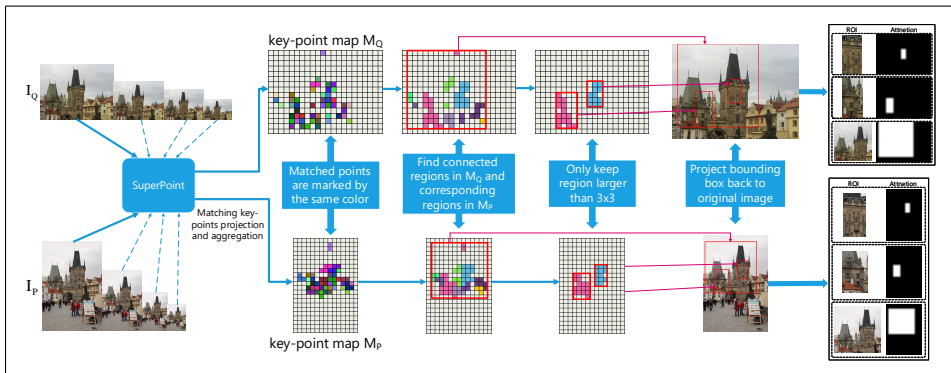 key-point map MQ
IQ
SuperPoint
Matching key-
points projection
and aggregation
Matched points
are marked by
the same color
Find connected
regions in MQ and
corresponding
regions in MP
Only keep
region larger
than 3x3
Project bounding
box back to
original image
IP
key-point map MP
ROI Attnetion
ROI Attnetion